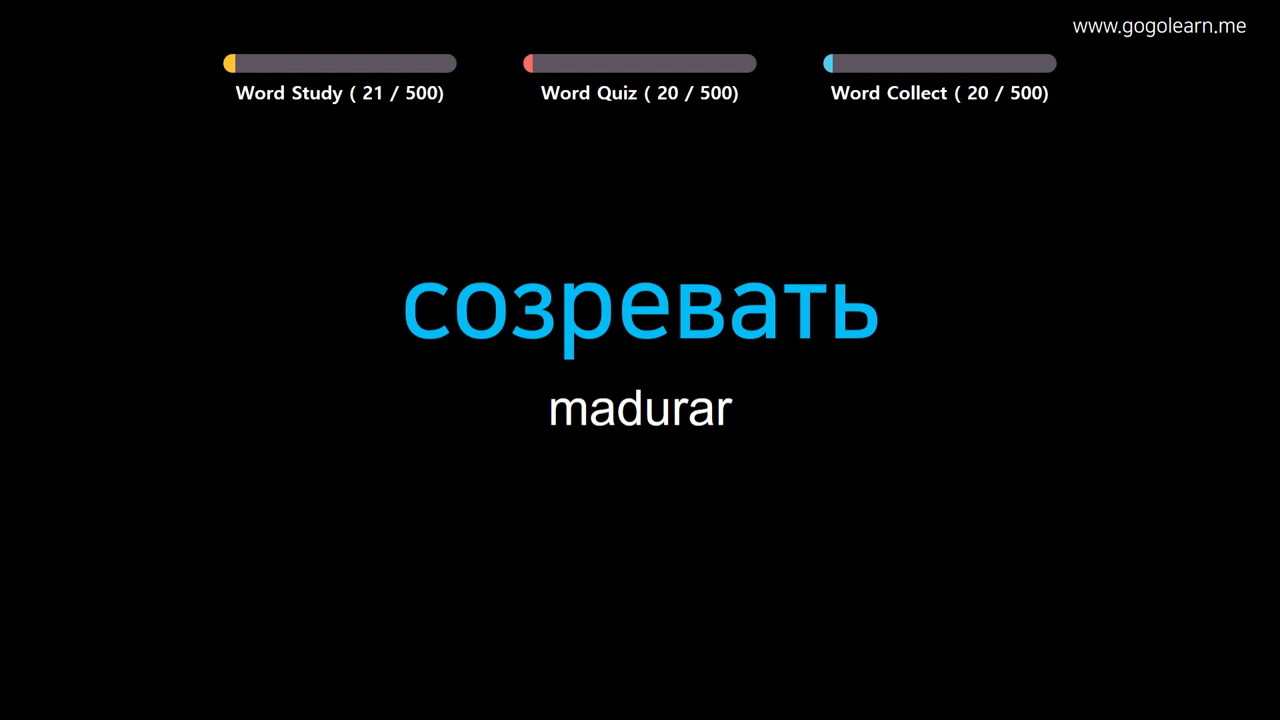 www.gogolearn.me
Word Study ( 21 / 500)
Word Quiz ( 20 / 500)
Word Collect ( 20 / 500)
созревать
madurar